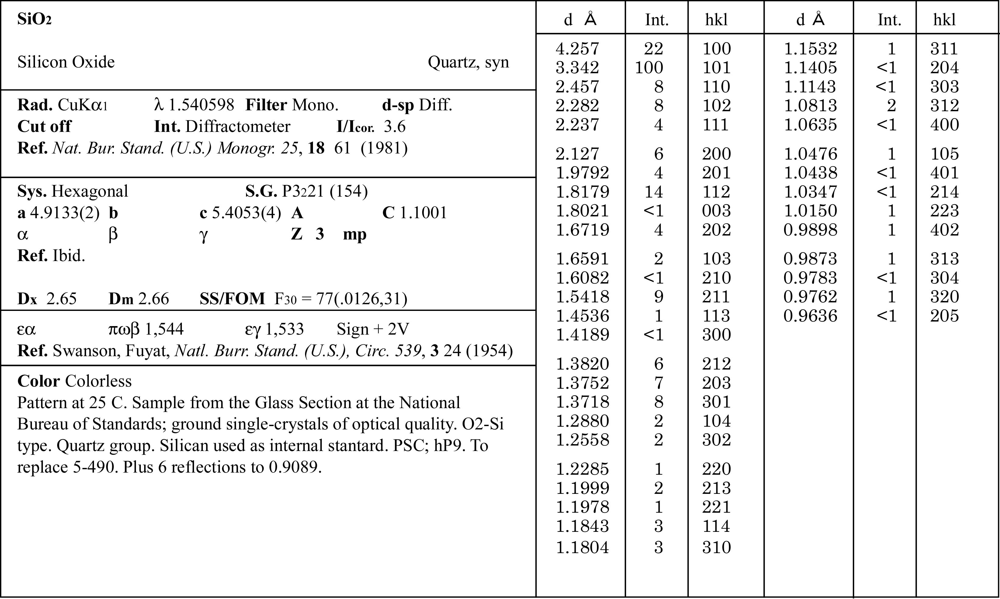 SiO2
Silicon Oxide Quartz, syn
Rad. CuKα1 λ 1.540598 Filter Mono. d-sp Diff.
Cut off Int. Diffractometer I/Icor. 3.6
Ref. Nat. Bur. Stand. (U.S.) Monogr. 25, 18 61 (1981)
Sys. Hexagonal S.G. P3221 (154)
a 4.9133(2) b c 5.4053(4) A C 1.1001
α β γ Z 3 mp
Ref. Ibid.
Dx 2.65 Dm 2.66 SS/FOM F30 = 77(.0126,31)
εα πωβ 1,544 εγ 1,533 Sign + 2V
Ref. Swanson, Fuyat, Natl. Burr. Stand. (U.S.), Circ. 539, 3 24 (1954)
Color Colorless
Pattern at 25 C. Sample from the Glass Section at the National
Bureau of Standards; ground single-crystals of optical quality. O2-Si
type. Quartz group. Silican used as internal stantard. PSC; hP9. To
replace 5-490. Plus 6 reflections to 0.9089.
d Å Int. hkl d Å Int. hkl
4.257 22 100 1.1532 1 311
3.342 100 101 1.1405 <1 204
2.457 8 110 1.1143 <1 303
2.282 8 102 1.0813 2 312
2.237 4 111 1.0635 <1 400
2.127 6 200 1.0476 1 105
1.9792 4 201 1.0438 <1 401
1.8179 14 112 1.0347 <1 214
1.8021 <1 003 1.0150 1 223
1.6719 4 202 0.9898 1 402
1.6591 2 103 0.9873 1 313
1.6082 <1 210 0.9783 <1 304
1.5418 9 211 0.9762 1 320
1.4536 1 113 0.9636 <1 205
1.4189 <1 300
1.3820 6 212
1.3752 7 203
1.3718 8 301
1.2880 2 104
1.2558 2 302
1.2285 1 220
1.1999 2 213
1.1978 1 221
1.1843 3 114
1.1804 3 310